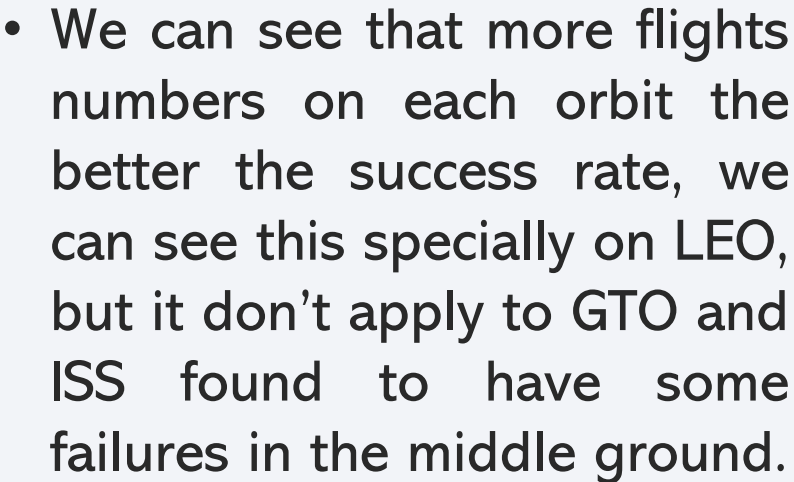 • We can see that more flights
numbers on each orbit the
better the success rate, we
can see this specially on LEO,
but it don’t apply to GTO and
ISS found to have some
failures in the middle ground.